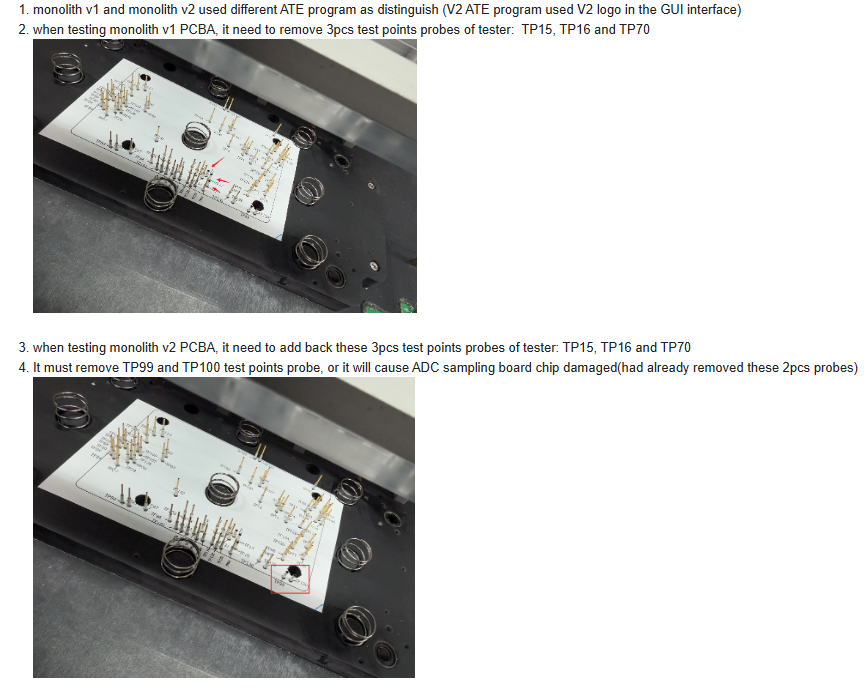 1. monolith v1 and monolith v2 used different ATE program as distinguish (V2 ATE program used V2 logo in the GUI interface)
2. when testing monolith v1 PCBA, it need to remove 3pcs test points probes of tester: TP15, TP16 and TP70
3. when testing monolith v2 PCBA, it need to add back these 3pcs test points probes of tester: TP15, TP16 and TP70
4. It must remove TP99 and TP100 test points probe, or it will cause ADC sampling board chip damaged(had already removed these 2pcs probes)